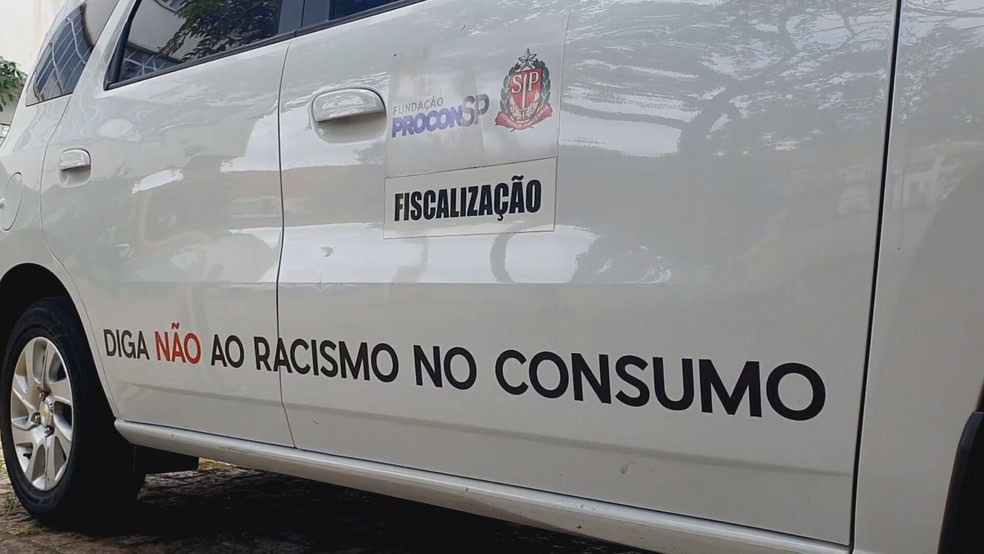 FUNDAÇÃO
PROCONSP
SP
FISCALIZAÇÃO
DIGA NÃO AO RACISMO NO CONSUMO